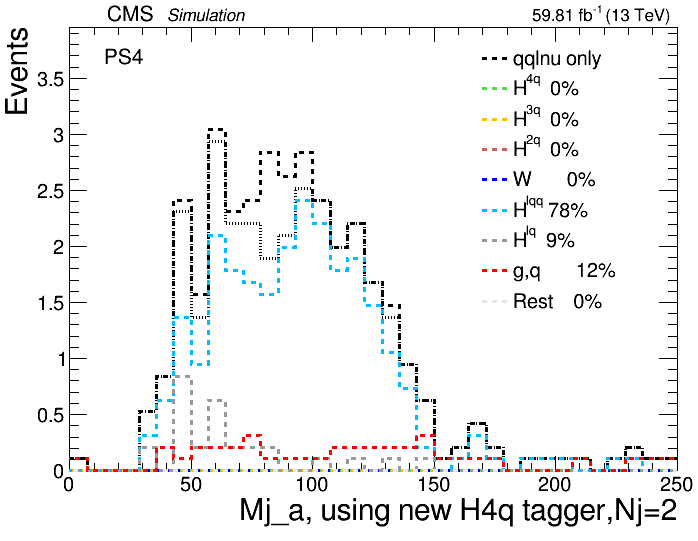 CMS Simulation 59.81 fb-1 (13 TeV)
Events
PS4
qqlnu only
H4q 0%
H3q 0%
H2q 0%
W 0%
Hlqq 78%
Hlq 9%
g,q 12%
Rest 0%
3.5
3
2.5
2
1.5
1
0.5
0
0 50 100 150 200 250
Mj_a, using new H4q tagger,Nj=2